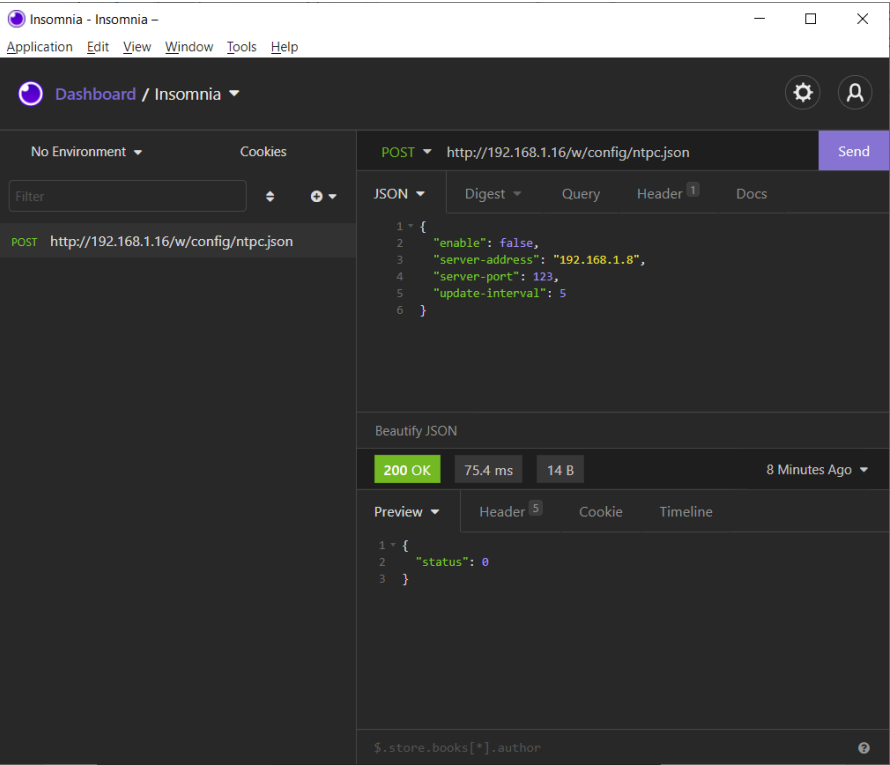 Insomnia - Insomnia –
Application Edit View Window Tools Help
Dashboard / Insomnia
No Environment Cookies
POST http://192.168.1.16/w/config/ntpc.json Send
Filter
JSON Digest Query Header 1 Docs
POST http://192.168.1.16/w/config/ntpc.json
1 {
2 "enable": false,
3 "server-address": "192.168.1.8",
4 "server-port": 123,
5 "update-interval": 5
6 }
Beautify JSON
200 OK 75.4 ms 14 B 8 Minutes Ago
Preview Header 5 Cookie Timeline
1 {
2 "status": 0
3 }
$.store.books[*].author